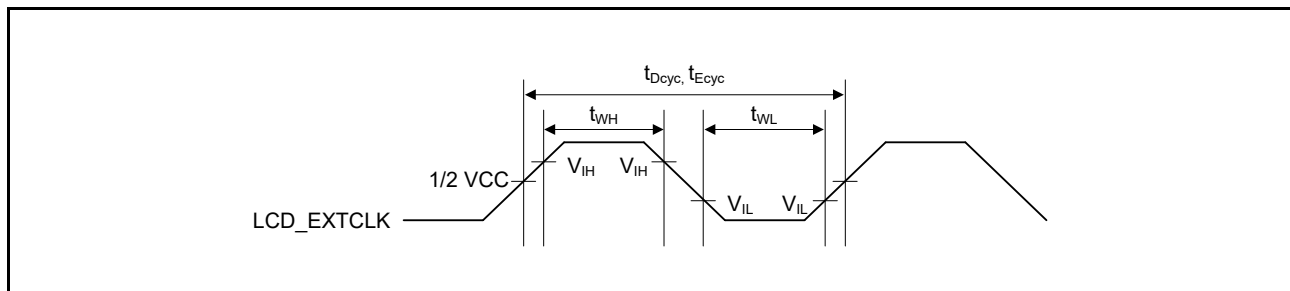 tDcyc, tEcyc
tWH
tWL
VIH
VIH
1/2 VCC
VIL
VIL
LCD_EXTCLK